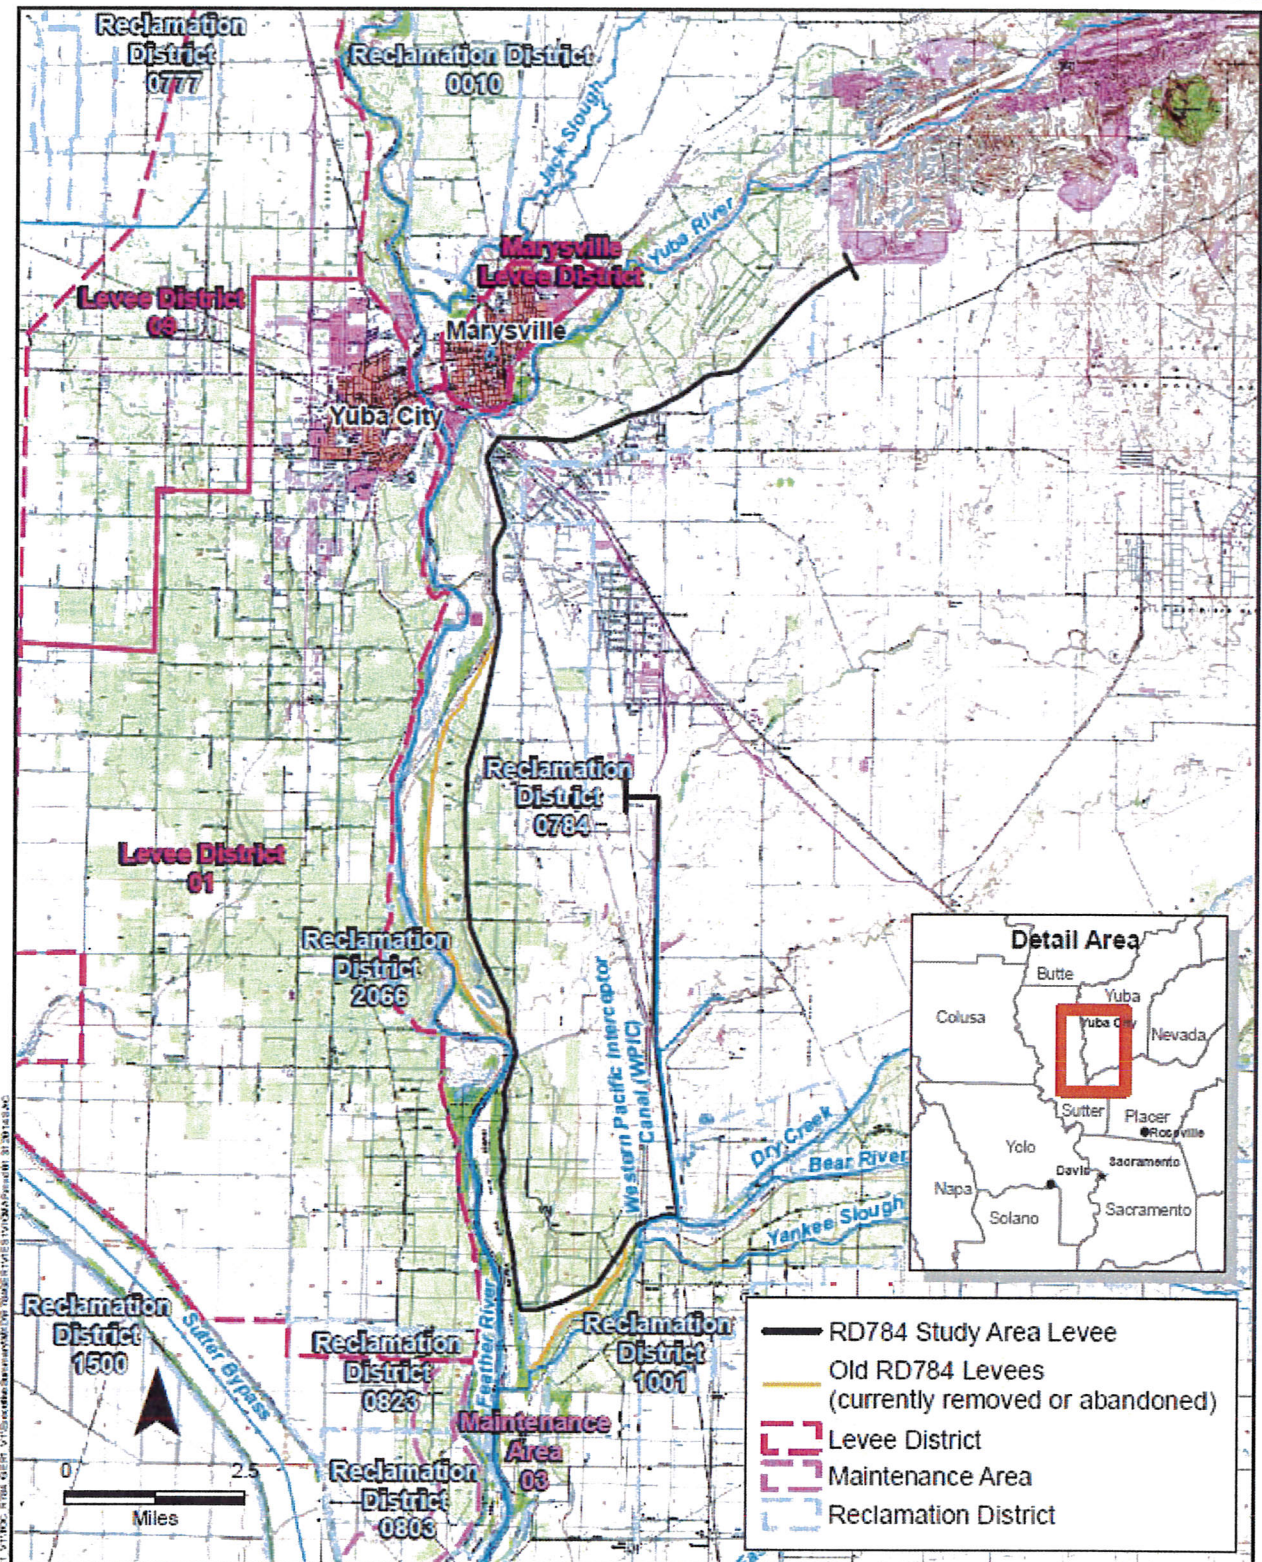 Reclamation
District
0777
Reclamation District
0010
Jack Slough
Yuba River
Marysville
Levee District
Levee District
09
Marysville
Yuba City
Reclamation
District
0784
Levee District
01
Reclamation
District
2066
Western Pacific Interceptor
Canal (WPIC)
Dry Creek
Bear River
Yankee Slough
Reclamation
District
1500
Sutter Bypass
Feather River
Reclamation
District
0823
Reclamation
District
1001
Maintenance
Area
03
Reclamation
District
0803
0
2.5
Miles
Detail Area
Butte
Colusa
Yuba
Yuba City
Nevada
Sutter
Placer
Roseville
Yolo
Davis
Sacramento
Napa
Solano
Sacramento
RD784 Study Area Levee
Old RD784 Levees
(currently removed or abandoned)
Levee District
Maintenance Area
Reclamation District